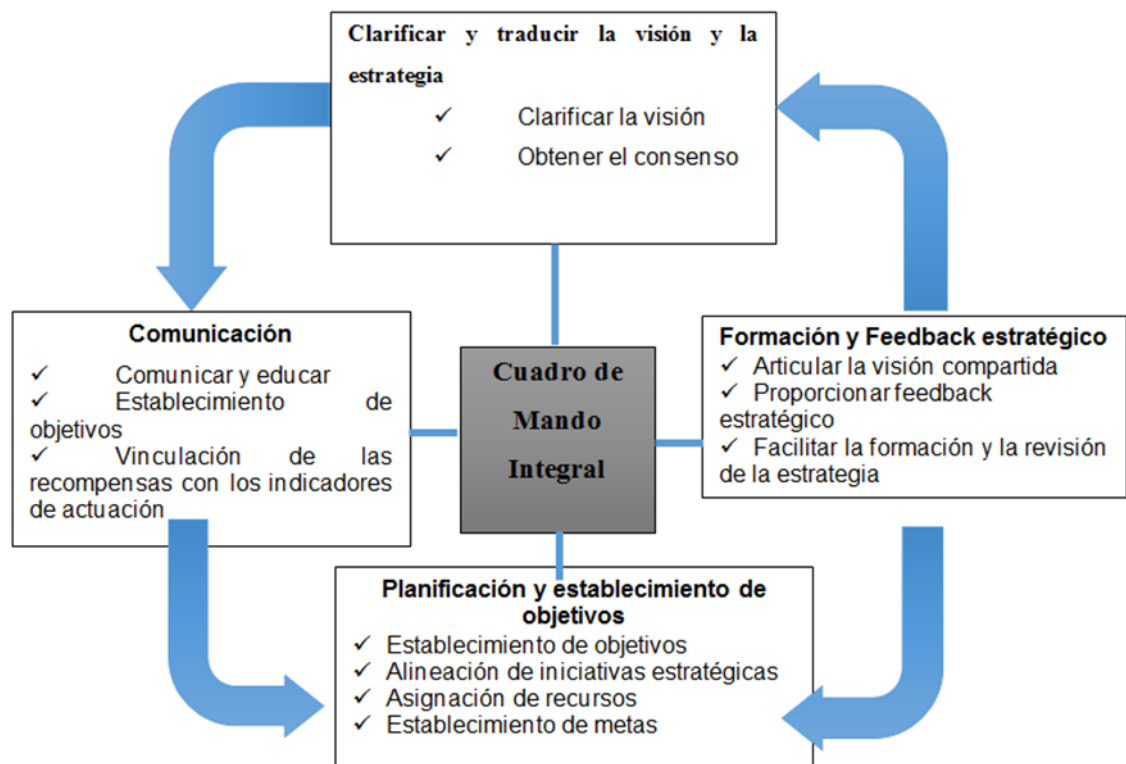 Clarificar y traducir la visión y la
estrategia
✓ Clarificar la visión
✓ Obtener el consenso
Comunicación
✓ Comunicar y educar
✓ Establecimiento de
objetivos
✓ Vinculación de las
recompensas con los indicadores
de actuación
Cuadro de
Mando
Integral
Formación y Feedback estratégico
✓ Articular la visión compartida
✓ Proporcionar feedback
estratégico
✓ Facilitar la formación y la revisión
de la estrategia
Planificación y establecimiento de
objetivos
✓ Establecimiento de objetivos
✓ Alineación de iniciativas estratégicas
✓ Asignación de recursos
✓ Establecimiento de metas